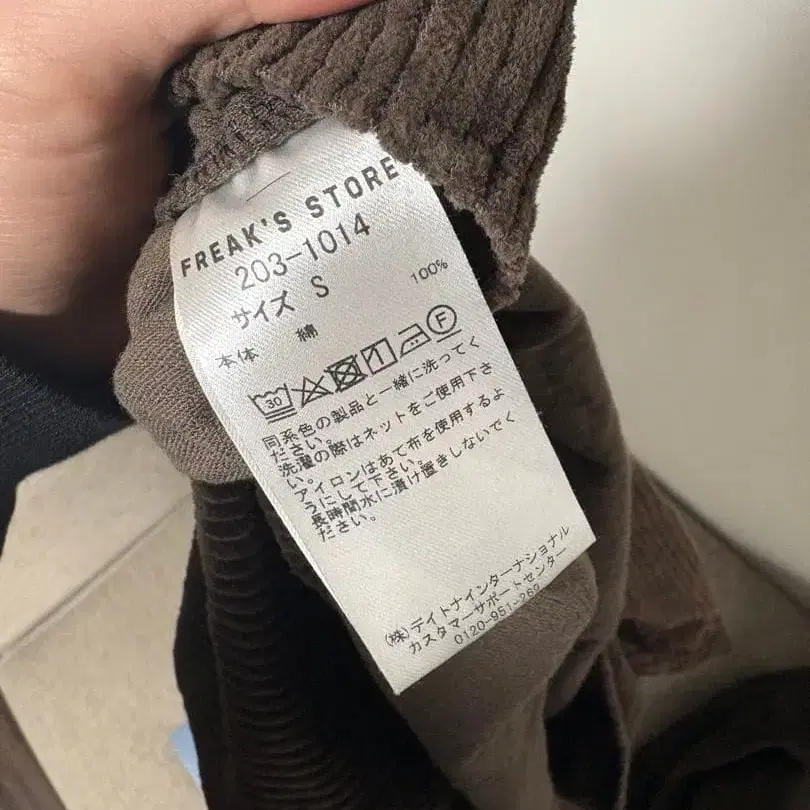 FREAK'S STORE
203-1014
サイズ S
本体 綿 100%
30 F
同系色の製品と一緒に洗ってく
ださい。
洗濯の際はネットをご使用下さ
い。
アイロンはあて布を使用するよ
うにして下さい。
長時間水に漬け置きしないでく
ださい。
(株)デイトナインターナショナル
カスタマーサポートセンター
0120-951-269